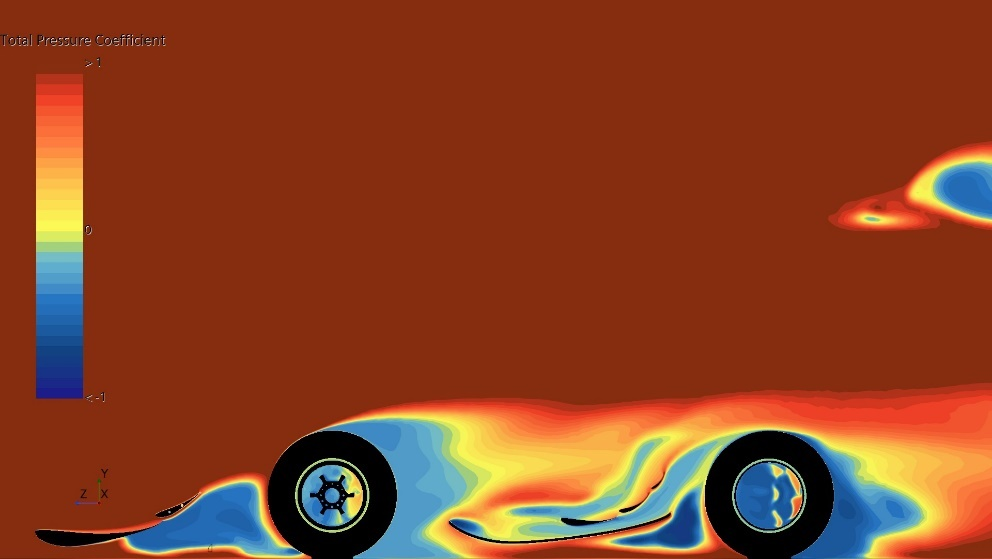 Total Pressure Coefficient
> 1
0
< -1
Y
Z X